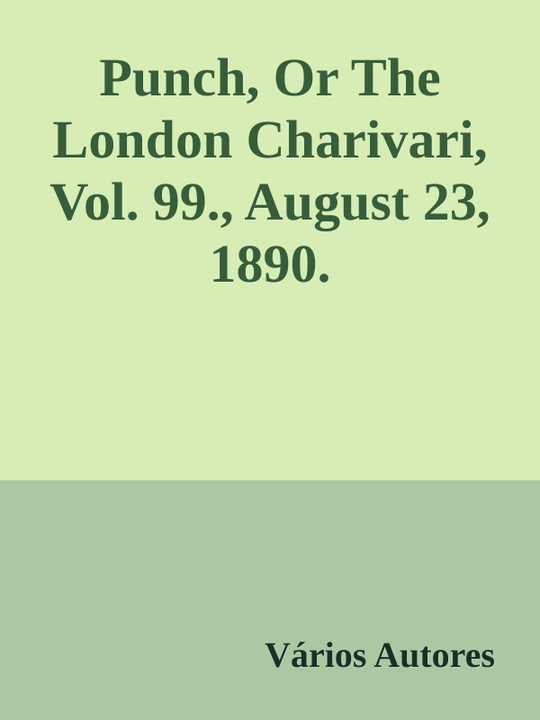 Punch, Or The
London Charivari,
Vol. 99., August 23,
1890.
Vários Autores